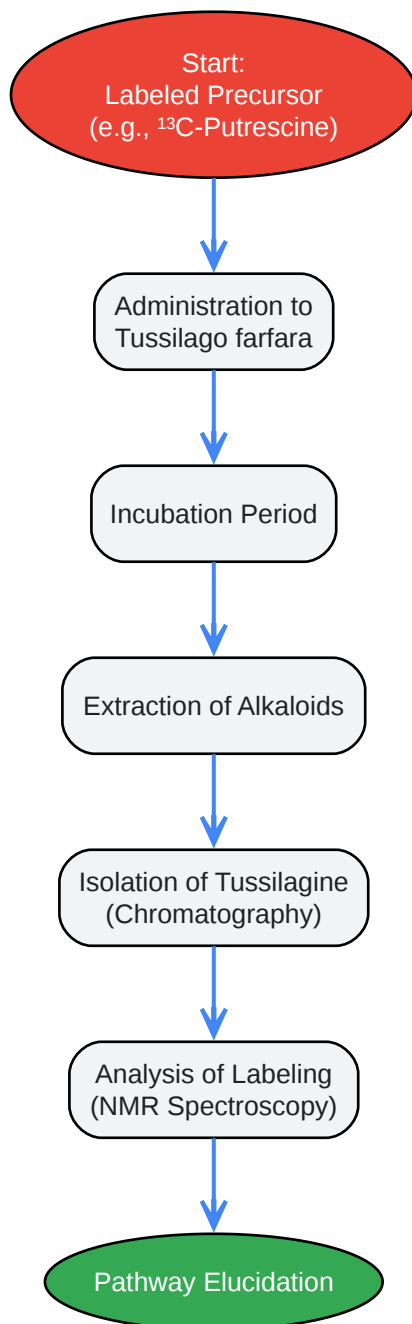 Start:
Labeled Precursor
(e.g., ¹³C-Putrescine)
Administration to
Tussilago farfara
Incubation Period
Extraction of Alkaloids
Isolation of Tussilagine
(Chromatography)
Analysis of Labeling
(NMR Spectroscopy)
Pathway Elucidation